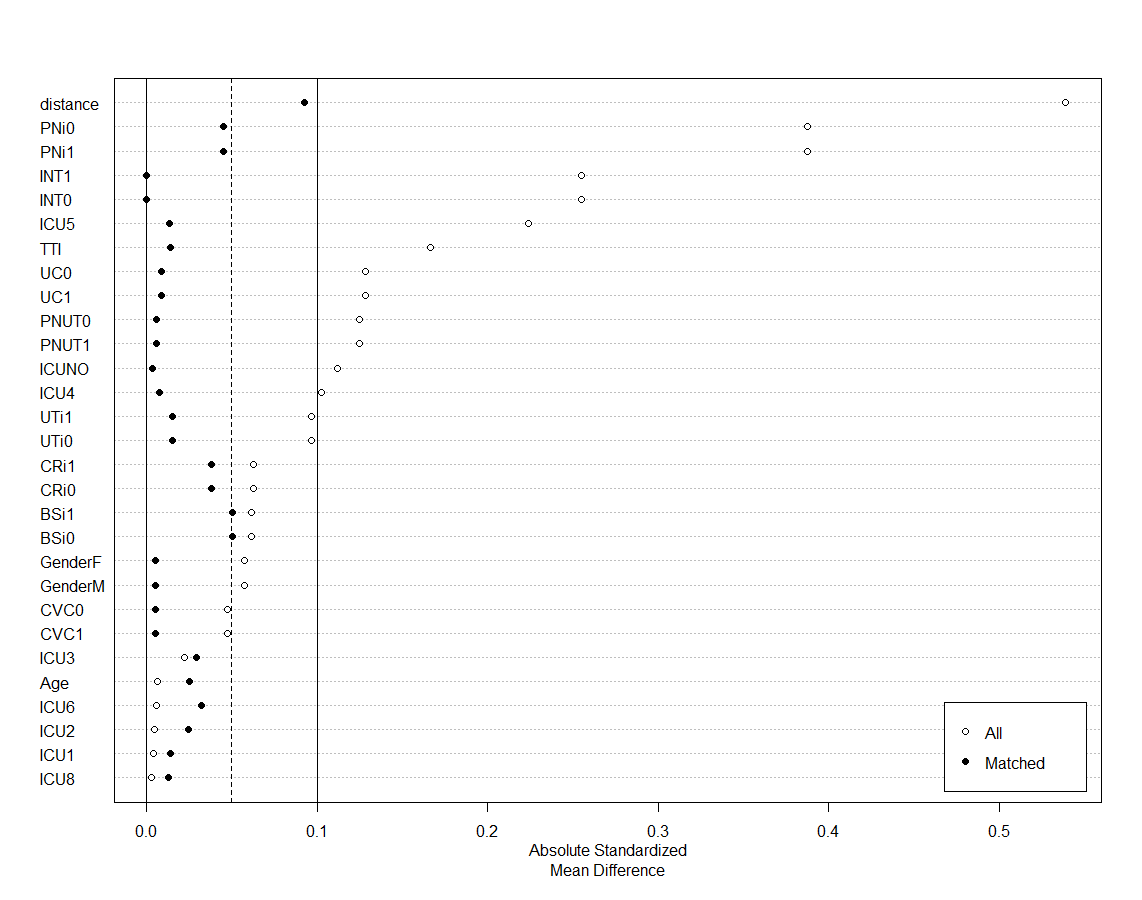 distance
PNi0
PNi1
INT1
INT0
ICU5
TTI
UC0
UC1
PNUT0
PNUT1
ICUNO
ICU4
UTi1
UTi0
CRi1
CRi0
BSi1
BSi0
GenderF
GenderM
CVC0
CVC1
ICU3
Age
ICU6
ICU2
ICU1
ICU8
All
Matched
0.0 0.1 0.2 0.3 0.4 0.5
Absolute Standardized
Mean Difference